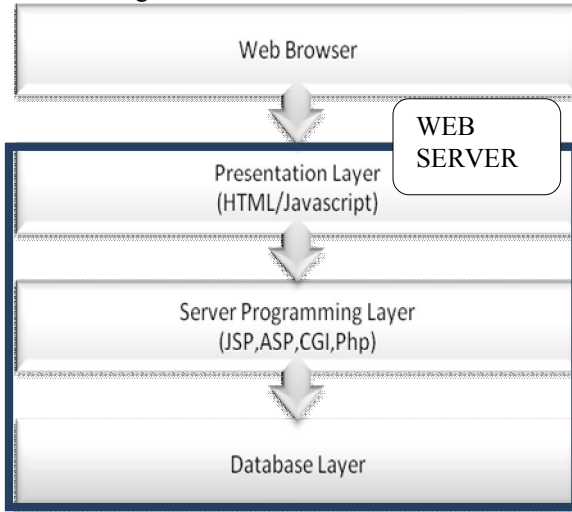 Web Browser
WEB
SERVER
Presentation Layer
(HTML/Javascript)
Server Programming Layer
(JSP,ASP,CGI,Php)
Database Layer